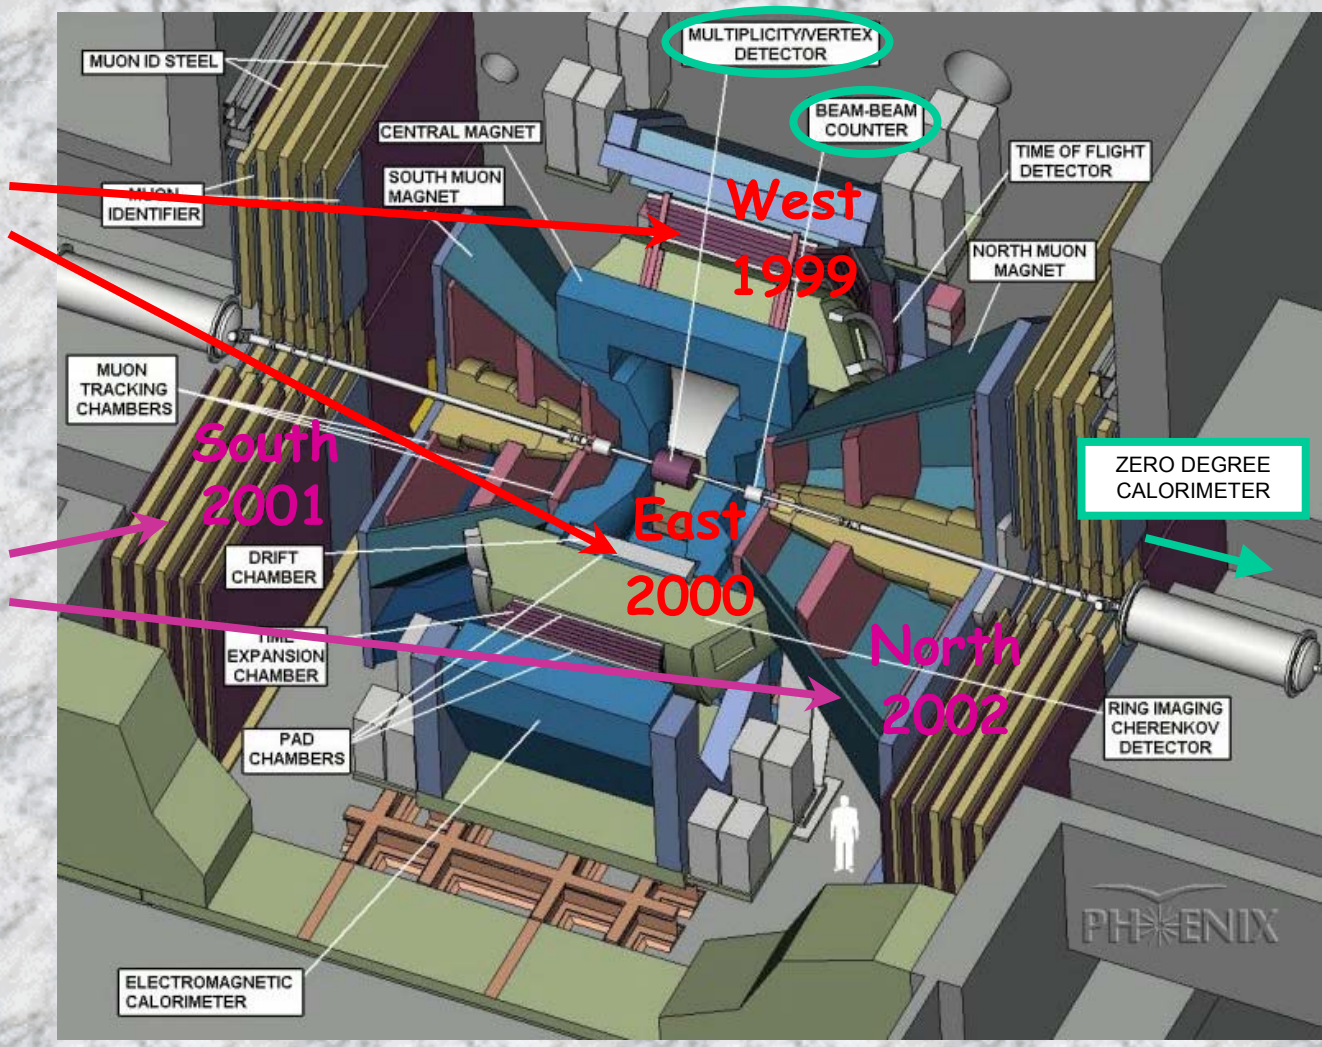 MULTIPLICITY/VERTEX
DETECTOR
MUON ID STEEL
BEAM-BEAM
COUNTER
CENTRAL MAGNET
TIME OF FLIGHT
DETECTOR
SOUTH MUON
MAGNET
MUON
IDENTIFIER
West
1999
NORTH MUON
MAGNET
MUON
TRACKING
CHAMBERS
South
2001
ZERO DEGREE
CALORIMETER
East
2000
DRIFT
CHAMBER
TIME
EXPANSION
CHAMBER
North
2002
RING IMAGING
CHERENKOV
DETECTOR
PAD
CHAMBERS
PHENIX
ELECTROMAGNETIC
CALORIMETER